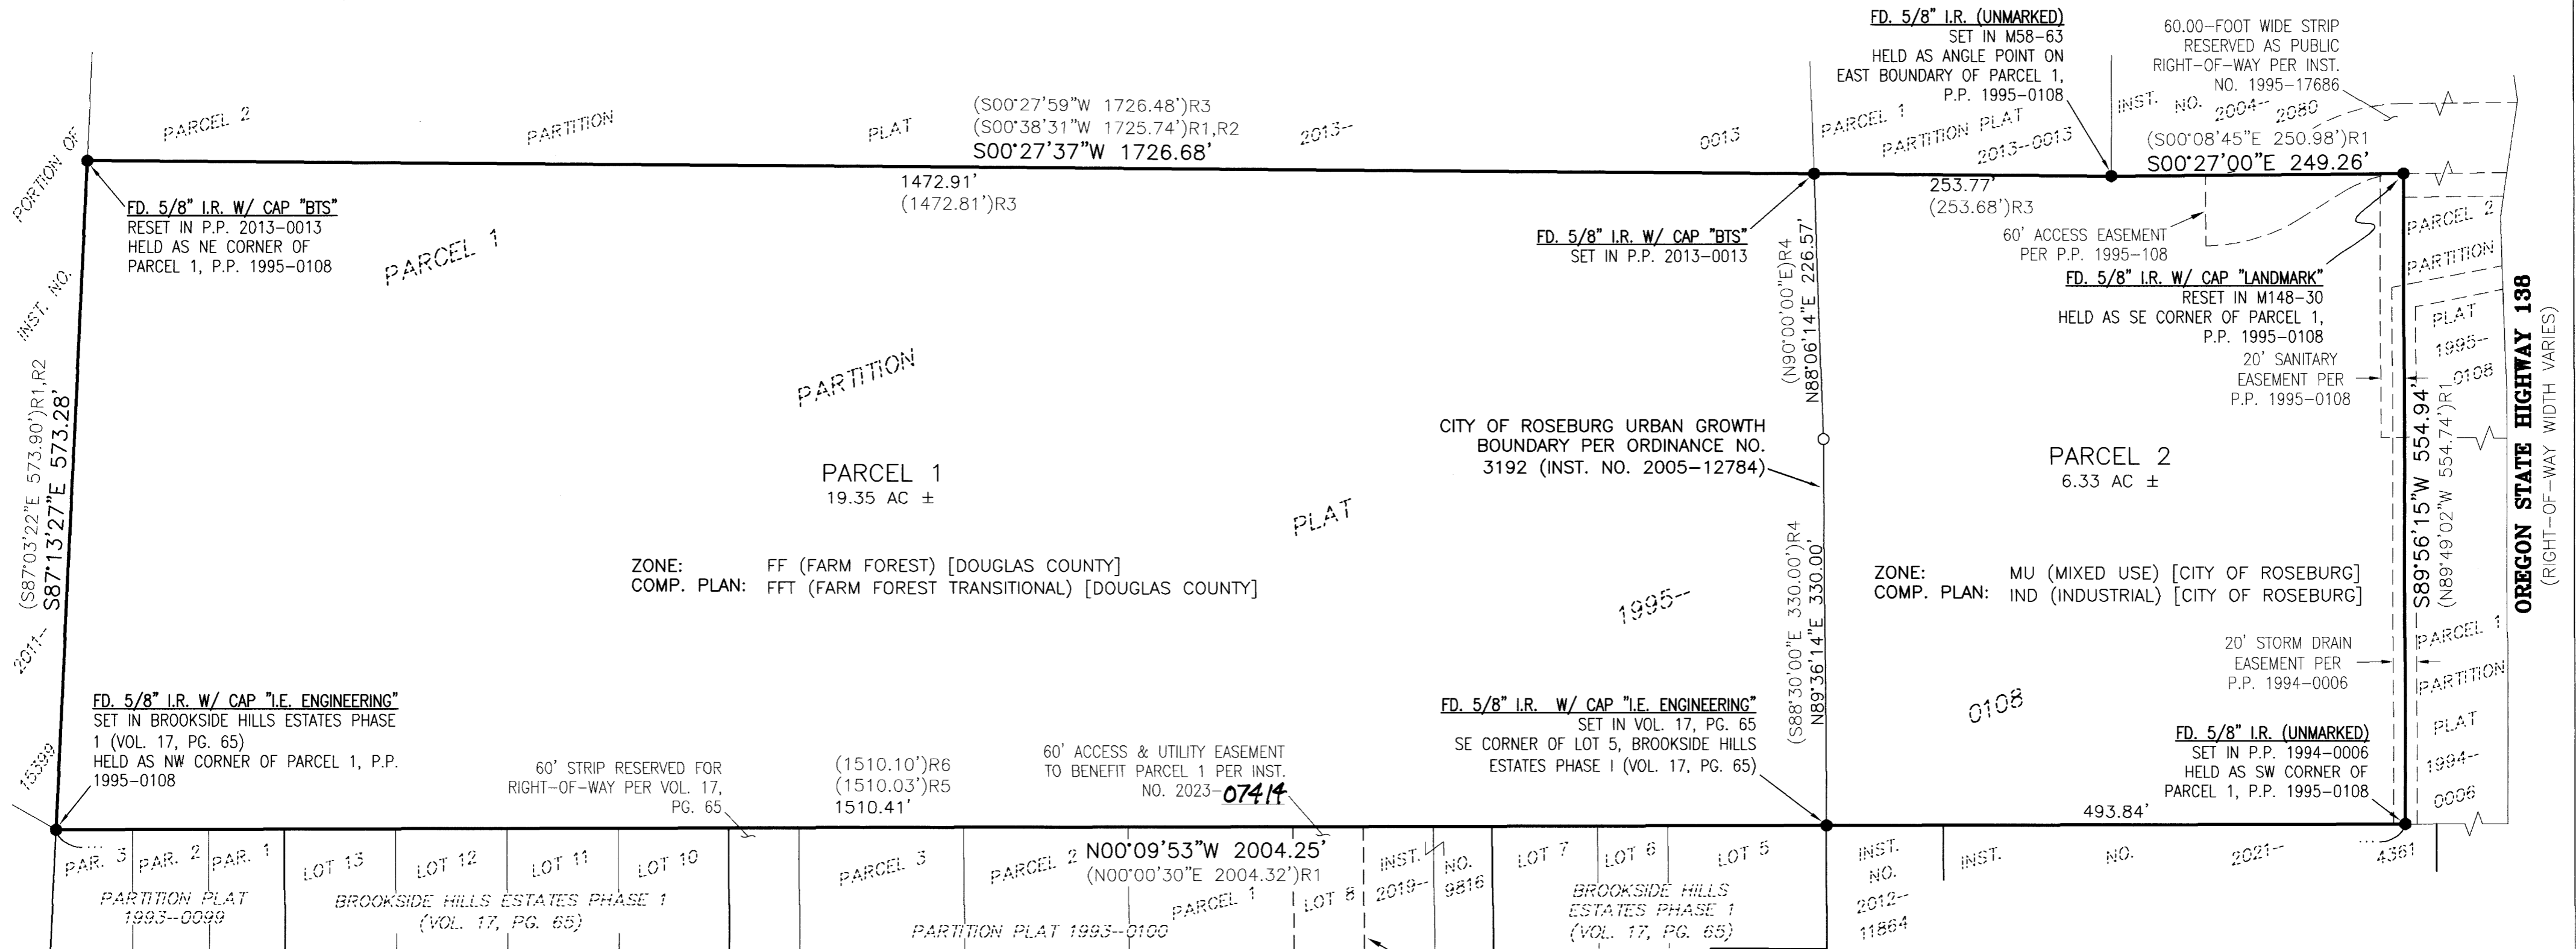 FD. 5/8" I.R. (UNMARKED)
SET IN M58-63
HELD AS ANGLE POINT ON
EAST BOUNDARY OF PARCEL 1,
P.P. 1995-0108
60.00-FOOT WIDE STRIP
RESERVED AS PUBLIC
RIGHT-OF-WAY PER INST.
NO. 1995-17686
INST. NO. 2004-- 2080
(S00°08'45"E 250.98')R1
S00°27'00"E 249.26'
PARCEL 2 PARTITION PLAT 2013-- 0013
(S00°27'59"W 1726.48')R3
(S00°38'31"W 1725.74')R1,R2
S00°27'37"W 1726.68'
PARCEL 1
PARTITION PLAT
2013--0013
1472.91'
(1472.81')R3
253.77'
(253.68')R3
PORTION OF INST. NO. 2011-- 15399
FD. 5/8" I.R. W/ CAP "BTS"
RESET IN P.P. 2013-0013
HELD AS NE CORNER OF
PARCEL 1, P.P. 1995-0108
PARCEL 1 PARTITION PLAT 1995-- 0108
FD. 5/8" I.R. W/ CAP "BTS"
SET IN P.P. 2013-0013
60' ACCESS EASEMENT
PER P.P. 1995-108
FD. 5/8" I.R. W/ CAP "LANDMARK"
RESET IN M148-30
HELD AS SE CORNER OF PARCEL 1,
P.P. 1995-0108
20' SANITARY
EASEMENT PER
P.P. 1995-0108
PARCEL 2
PARTITION
PLAT
1995--
0108
OREGON STATE HIGHWAY 138
(RIGHT-OF-WAY WIDTH VARIES)
(S87°03'22"E 573.90')R1,R2
S87°13'27"E 573.28'
(N90°00'00"E)R4
N88°06'14"E 226.57'
CITY OF ROSEBURG URBAN GROWTH
BOUNDARY PER ORDINANCE NO.
3192 (INST. NO. 2005-12784)
PARCEL 1
19.35 AC ±
PARCEL 2
6.33 AC ±
S89°56'15"W 554.94'
(N89°49'02"W 554.74')R1
ZONE: FF (FARM FOREST) [DOUGLAS COUNTY]
COMP. PLAN: FFT (FARM FOREST TRANSITIONAL) [DOUGLAS COUNTY]
(S88°30'00"E 330.00')R4
N89°36'14"E 330.00'
ZONE: MU (MIXED USE) [CITY OF ROSEBURG]
COMP. PLAN: IND (INDUSTRIAL) [CITY OF ROSEBURG]
20' STORM DRAIN
EASEMENT PER
P.P. 1994-0006
PARCEL 1
PARTITION
PLAT
1994--
0006
FD. 5/8" I.R. W/ CAP "I.E. ENGINEERING"
SET IN BROOKSIDE HILLS ESTATES PHASE
1 (VOL. 17, PG. 65)
HELD AS NW CORNER OF PARCEL 1, P.P.
1995-0108
60' STRIP RESERVED FOR
RIGHT-OF-WAY PER VOL. 17,
PG. 65
(1510.10')R6
(1510.03')R5
1510.41'
60' ACCESS & UTILITY EASEMENT
TO BENEFIT PARCEL 1 PER INST.
NO. 2023-07414
FD. 5/8" I.R. W/ CAP "I.E. ENGINEERING"
SET IN VOL. 17, PG. 65
SE CORNER OF LOT 5, BROOKSIDE HILLS
ESTATES PHASE I (VOL. 17, PG. 65)
FD. 5/8" I.R. (UNMARKED)
SET IN P.P. 1994-0006
HELD AS SW CORNER OF
PARCEL 1, P.P. 1995-0108
493.84'
PAR. 3 PAR. 2 PAR. 1
PARTITION PLAT
1993--0099
LOT 13 LOT 12 LOT 11 LOT 10
BROOKSIDE HILLS ESTATES PHASE 1
(VOL. 17, PG. 65)
N00°09'53"W 2004.25'
(N00°00'30"E 2004.32')R1
PARCEL 3 PARCEL 2 PARCEL 1
PARTITION PLAT 1993--0100
LOT 8
INST. NO.
2019-- 9816
LOT 7 LOT 6 LOT 5
BROOKSIDE HILLS
ESTATES PHASE 1
(VOL. 17, PG. 65)
INST.
NO.
2012--
11864
INST. NO. 2021-- 4361